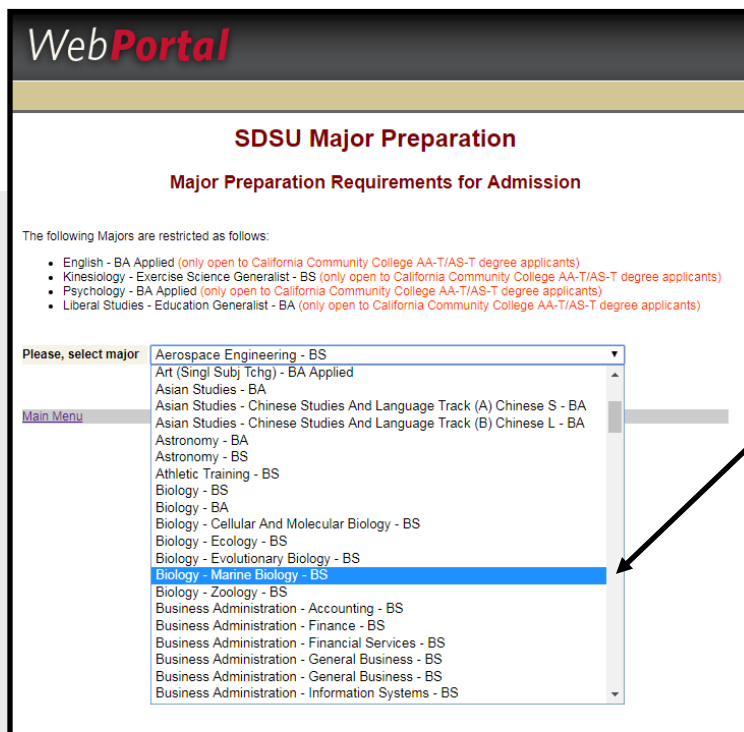 WebPortal
SDSU Major Preparation
Major Preparation Requirements for Admission
The following Majors are restricted as follows:
English - BA Applied (only open to California Community College AA-T/AS-T degree applicants)
Kinesiology - Exercise Science Generalist - BS (only open to California Community College AA-T/AS-T degree applicants)
Psychology - BA Applied (only open to California Community College AA-T/AS-T degree applicants)
Liberal Studies - Education Generalist - BA (only open to California Community College AA-T/AS-T degree applicants)
Please, select major Aerospace Engineering - BS
Art (Singl Subj Tchg) - BA Applied
Asian Studies - BA
Asian Studies - Chinese Studies And Language Track (A) Chinese S - BA
Main Menu Asian Studies - Chinese Studies And Language Track (B) Chinese L - BA
Astronomy - BA
Astronomy - BS
Athletic Training - BS
Biology - BS
Biology - BA
Biology - Cellular And Molecular Biology - BS
Biology - Ecology - BS
Biology - Evolutionary Biology - BS
Biology - Marine Biology - BS
Biology - Zoology - BS
Business Administration - Accounting - BS
Business Administration - Finance - BS
Business Administration - Financial Services - BS
Business Administration - General Business - BS
Business Administration - General Business - BS
Business Administration - Information Systems - BS